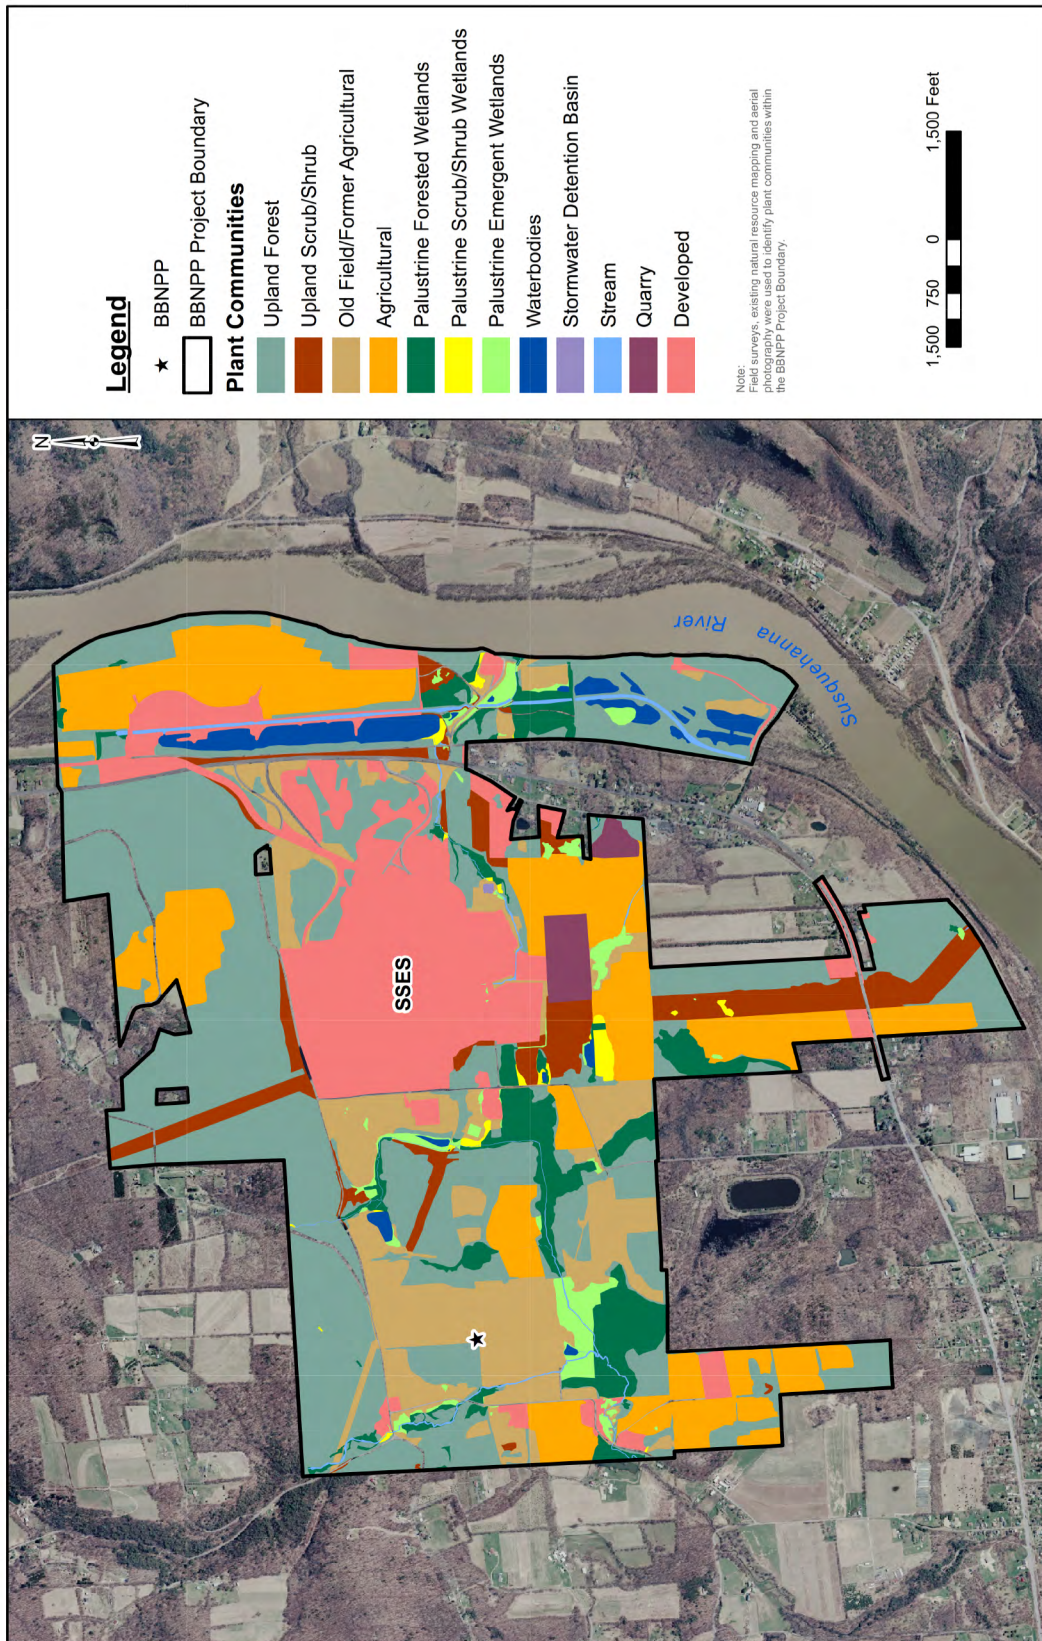 Legend
BBNPP
BBNPP Project Boundary
Plant Communities
Upland Forest
Upland Scrub/Shrub
Old Field/Former Agricultural
Agricultural
Palustrine Forested Wetlands
Palustrine Scrub/Shrub Wetlands
Palustrine Emergent Wetlands
Waterbodies
Stormwater Detention Basin
Stream
Quarry
Developed
Note:
Field surveys, existing natural resource mapping and aerial
photography were used to identify plant communities within
the BBNPP Project Boundary.
1,500 750 0 1,500 Feet
N
SSES
Susquehanna River